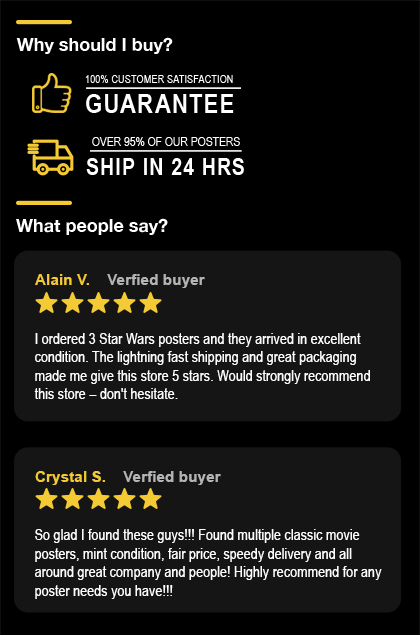 Why should I buy?
100% CUSTOMER SATISFACTION
GUARANTEE
OVER 95% OF OUR POSTERS
SHIP IN 24 HRS
What people say?
Alain V. Verfied buyer
I ordered 3 Star Wars posters and they arrived in excellent
condition. The lightning fast shipping and great packaging
made me give this store 5 stars. Would strongly recommend
this store – don't hesitate.
Crystal S. Verfied buyer
So glad I found these guys!!! Found multiple classic movie
posters, mint condition, fair price, speedy delivery and all
around great company and people! Highly recommend for any
poster needs you have!!!